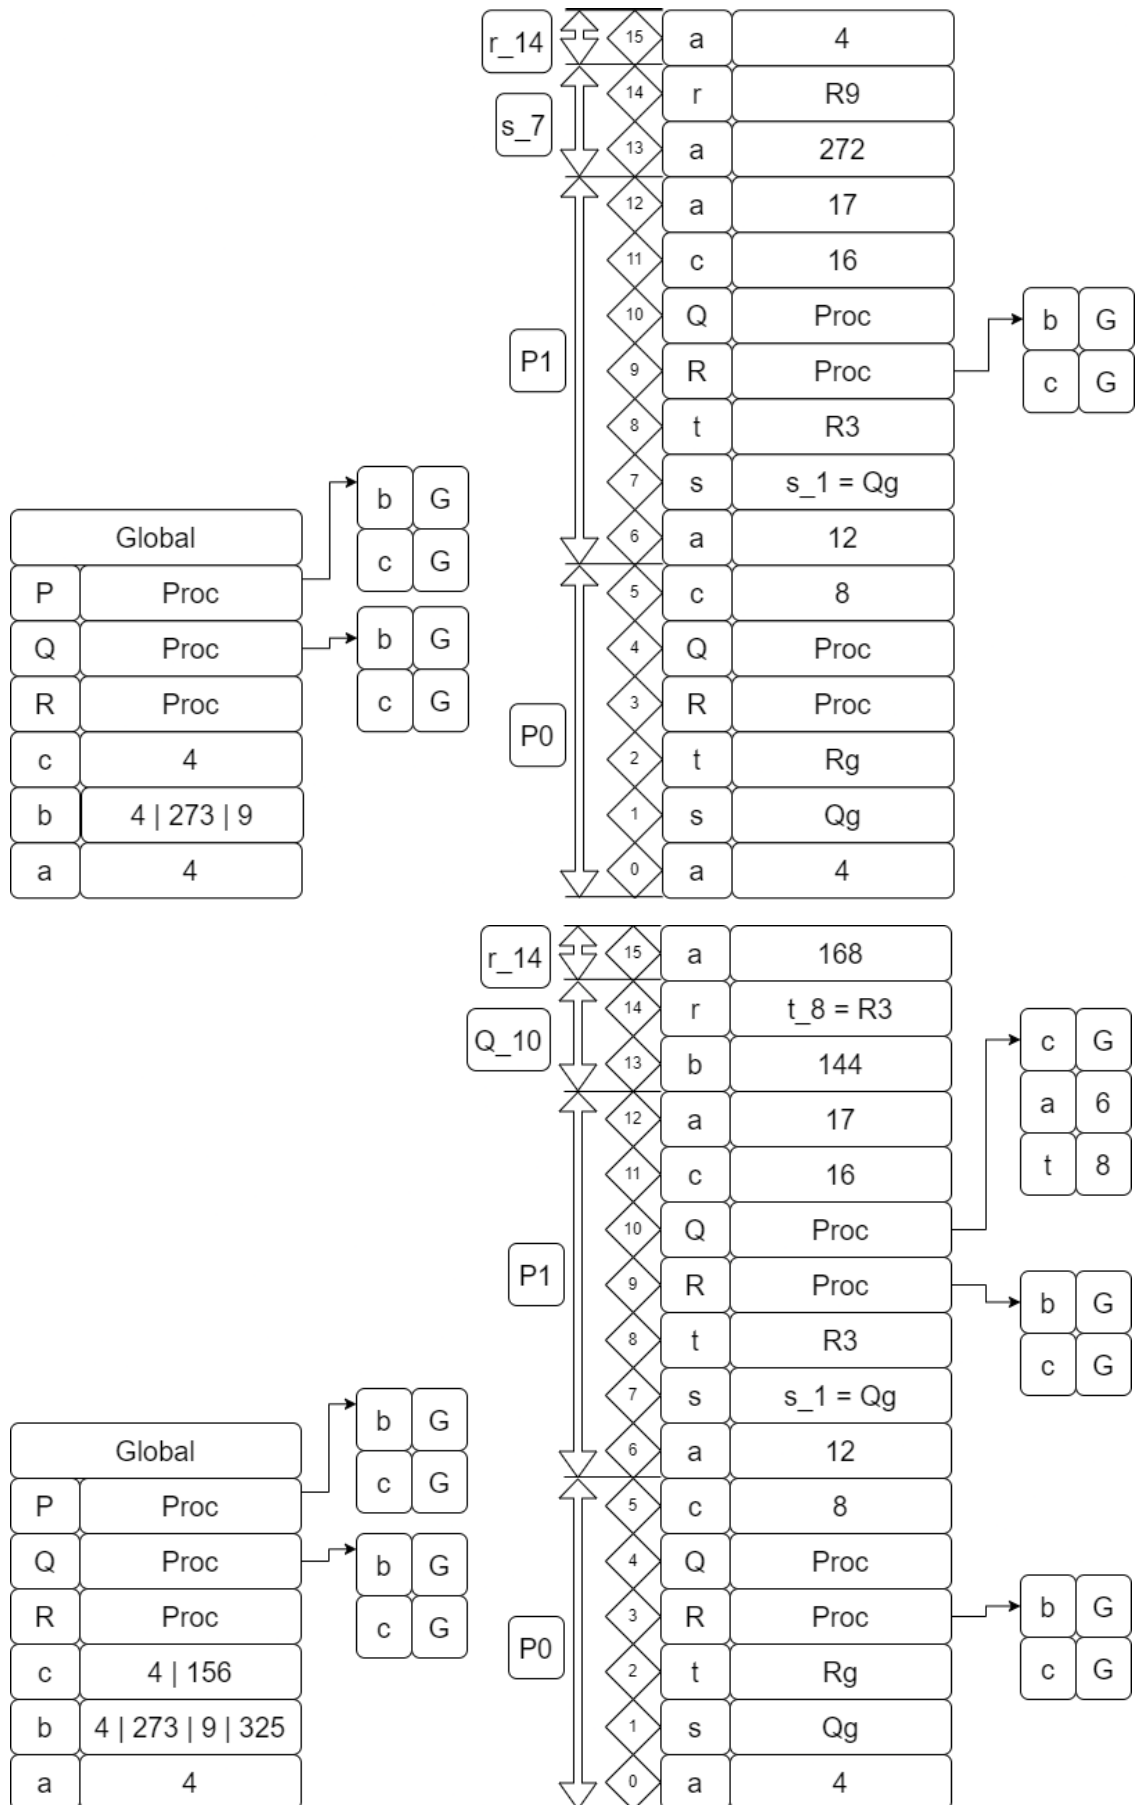 r_14 15 a 4
14 r R9
s_7
13 a 272
12 a 17
11 c 16
10 Q Proc
b G
P1
9 R Proc
c G
8 t R3
7 s s_1 = Qg
b G
Global
6 a 12
c G
P Proc
5 c 8
b G
Q Proc
4 Q Proc
c G
R Proc
3 R Proc
P0
c 4
2 t Rg
b 4 | 273 | 9
1 s Qg
a 4
0 a 4
r_14 15 a 168
14 r t_8 = R3
Q_10
c G
13 b 144
a 6
12 a 17
t 8
11 c 16
10 Q Proc
P1
9 R Proc
b G
8 t R3
c G
7 s s_1 = Qg
b G
Global
6 a 12
c G
P Proc
5 c 8
Q Proc
4 Q Proc
b G
R Proc
3 R Proc
b G
c G
P0
c 4 | 156
2 t Rg
c G
b 4 | 273 | 9 | 325
1 s Qg
a 4
0 a 4